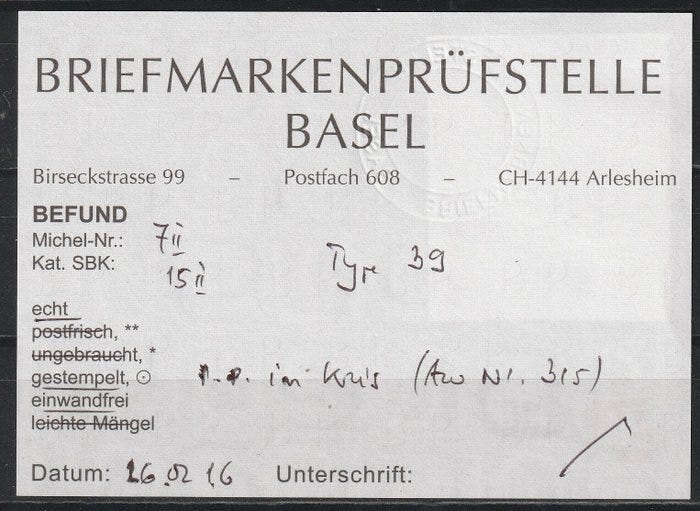 BRIEFMARKENPRÜFSTELLE
BASEL
Birseckstrasse 99 – Postfach 608 – CH-4144 Arlesheim
BEFUND
Michel-Nr.: 7II
Kat. SBK: 15II
Type 39
echt
postfrisch, **
ungebraucht, *
gestempelt, ⊙ P.P. im Kreis (AW Nr. 315)
einwandfrei
leichte Mängel
Datum: 26.02.16 Unterschrift: